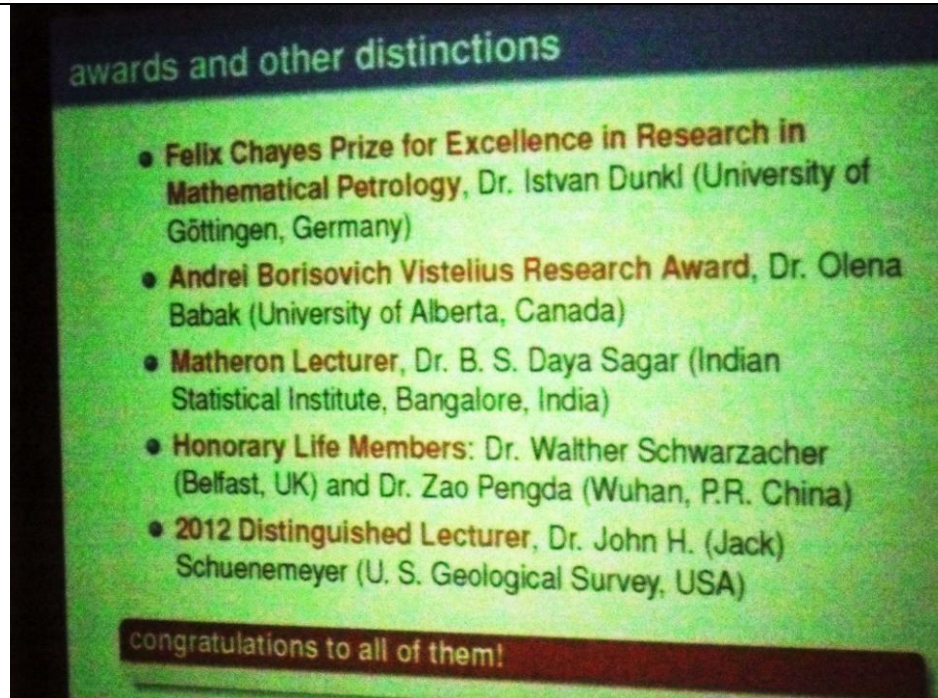 awards and other distinctions
Felix Chayes Prize for Excellence in Research in
Mathematical Petrology, Dr. Istvan Dunkl (University of
Göttingen, Germany)
Andrei Borisovich Vistelius Research Award, Dr. Olena
Babak (University of Alberta, Canada)
Matheron Lecturer, Dr. B. S. Daya Sagar (Indian
Statistical Institute, Bangalore, India)
Honorary Life Members: Dr. Walther Schwarzacher
(Belfast, UK) and Dr. Zao Pengda (Wuhan, P.R. China)
2012 Distinguished Lecturer, Dr. John H. (Jack)
Schuenemeyer (U. S. Geological Survey, USA)
congratulations to all of them!